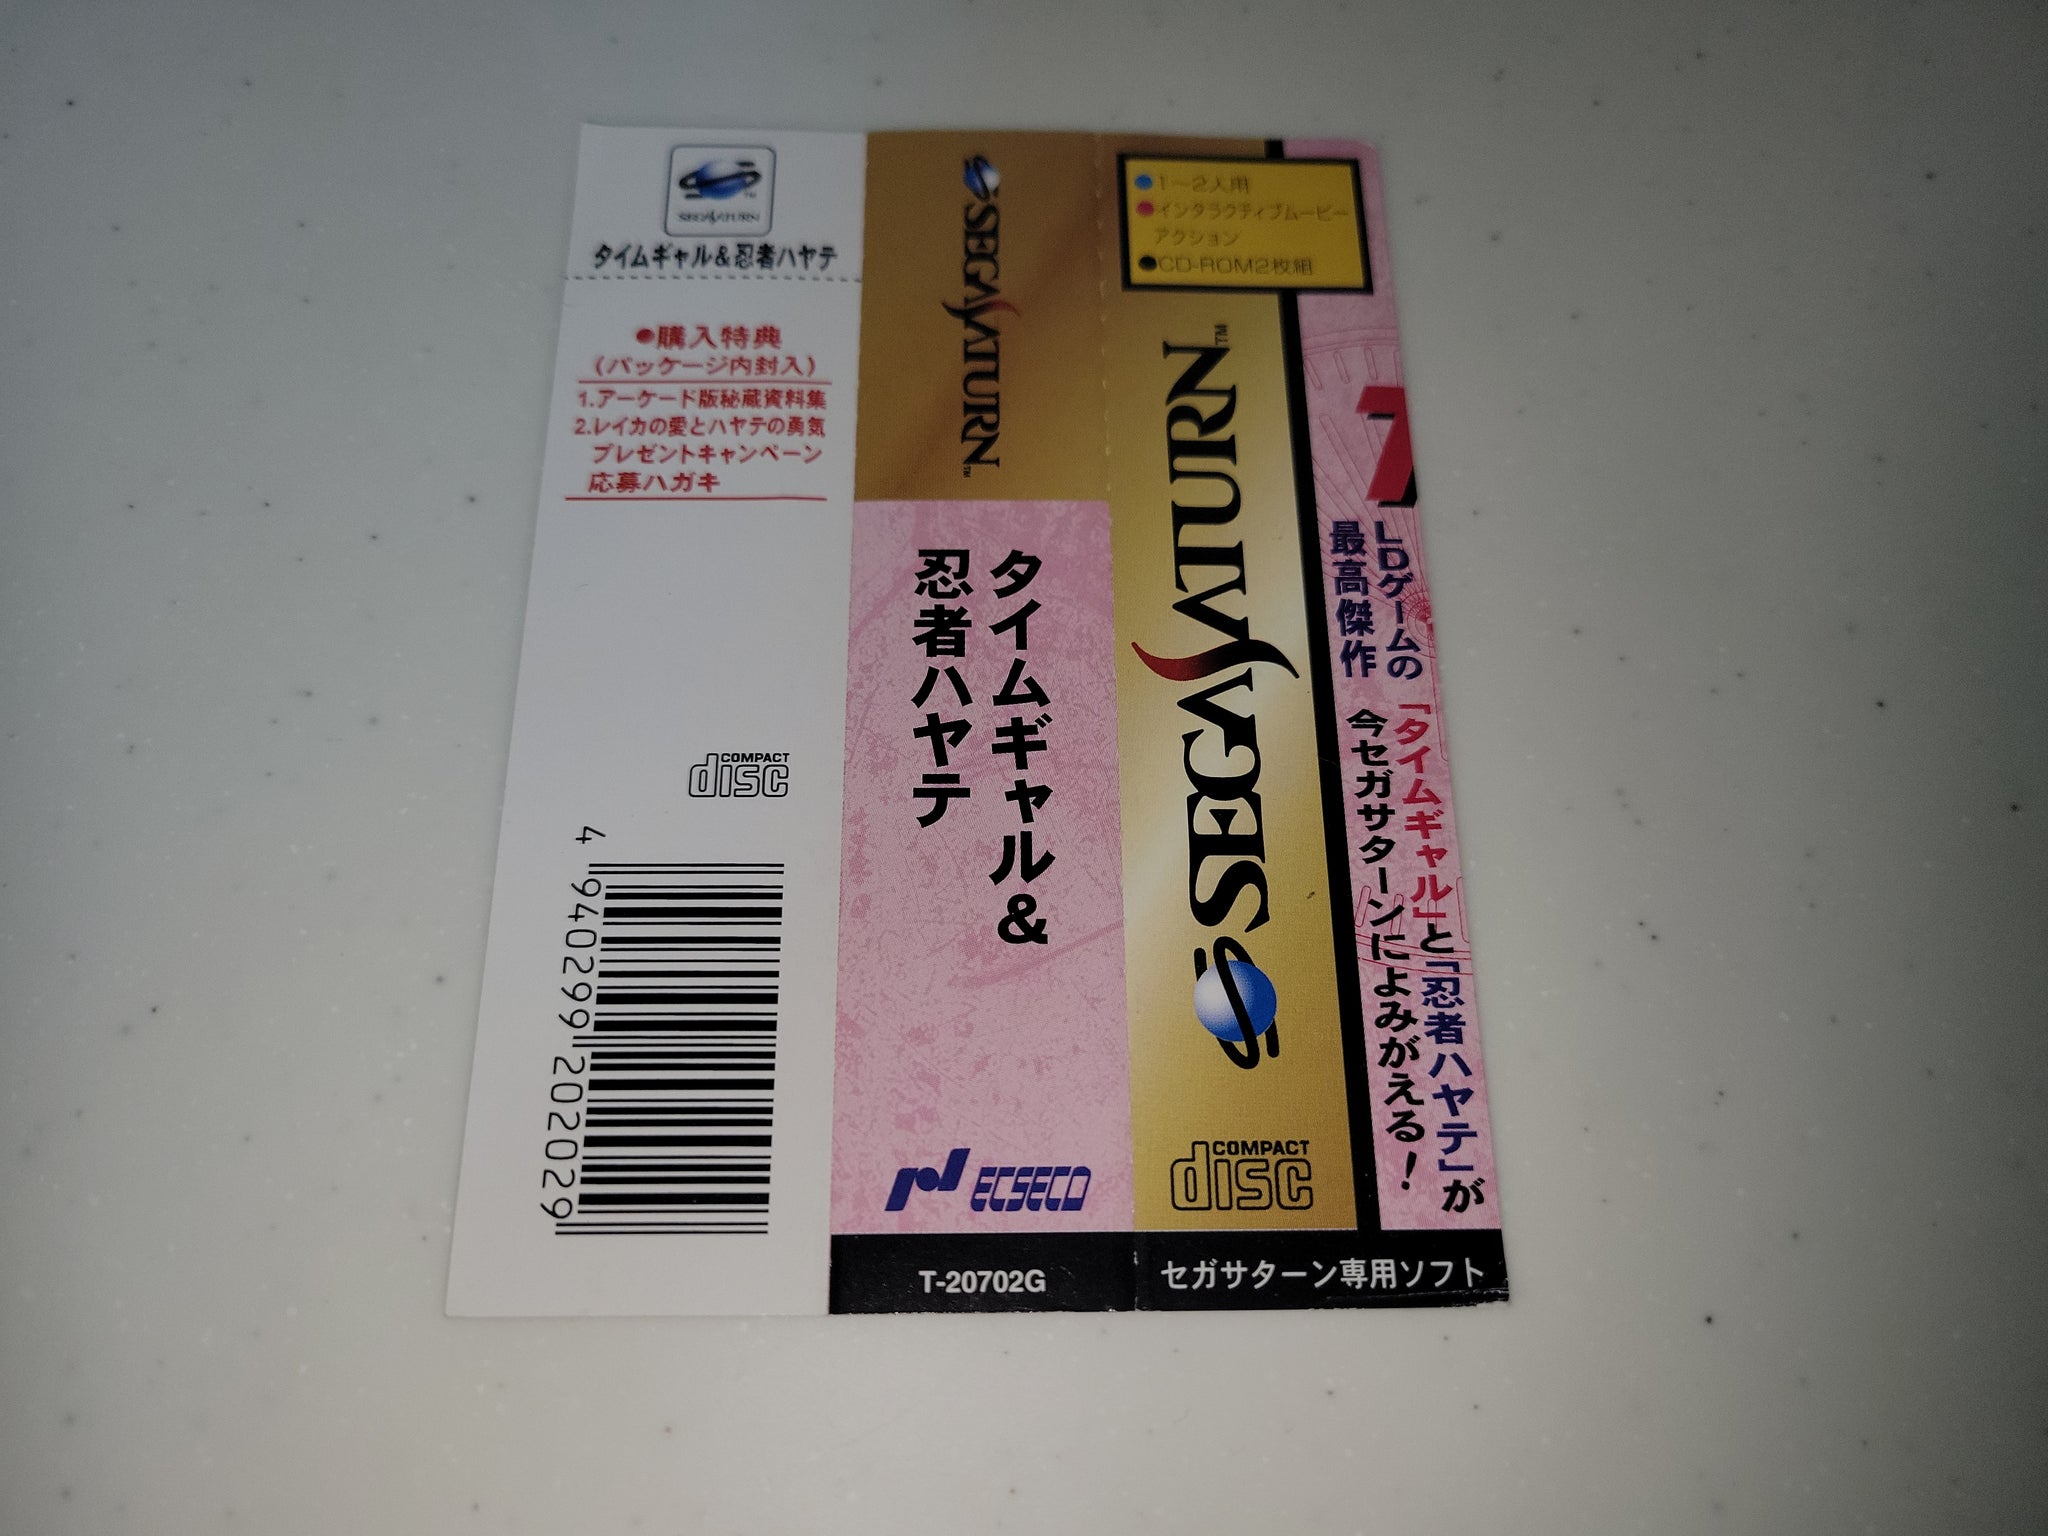 SEGA SATURN
タイムギャル&忍者ハヤテ
●購入特典
(パッケージ内封入)
1.アーケード版秘蔵資料集
2.レイカの愛とハヤテの勇気
プレゼントキャンペーン
応募ハガキ
COMPACT
disc
4 940299 202029
SEGA SATURN™
タイムギャル&
忍者ハヤテ
ECSECO
T-20702G
●1〜2人用
●インタラクティブムービー
アクション
●CD-ROM2枚組
SEGA SATURN™
COMPACT
disc
LDゲームの
最高傑作
「タイムギャル」と「忍者ハヤテ」が
今セガサターンによみがえる!
セガサターン専用ソフト